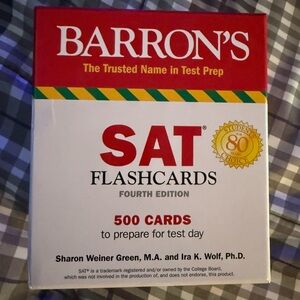 BARRON'S
The Trusted Name in Test Prep
SAT®
FLASHCARDS
FOURTH EDITION
80
500 CARDS
to prepare for test day
Sharon Weiner Green, M.A. and Ira K. Wolf, Ph.D.
SAT® is a trademark registered and/or owned by the College Board,
which was not involved in the production of, and does not endorse, this product.